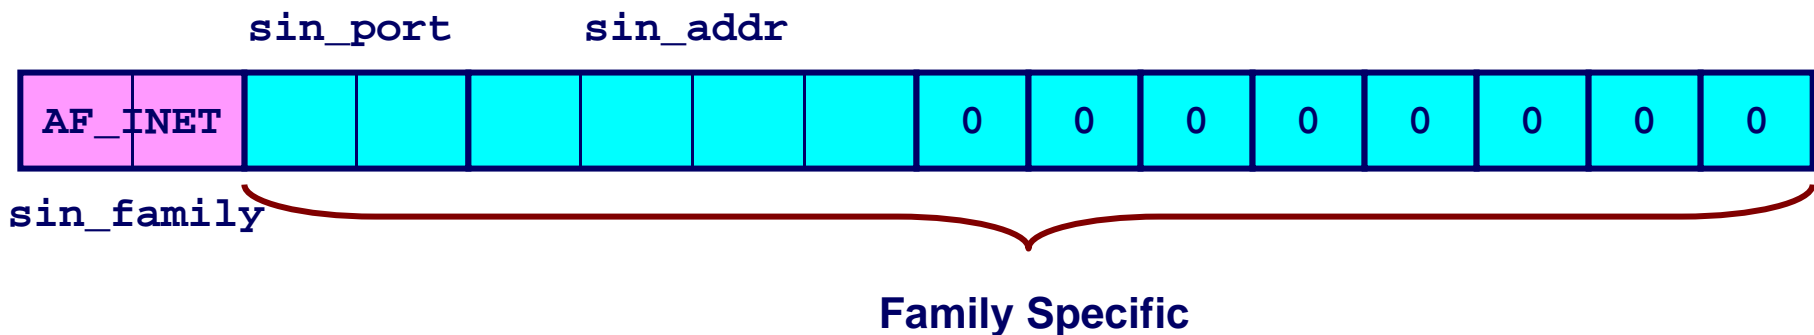 sin_port sin_addr
AF_INET 0 0 0 0 0 0 0 0
sin_family
Family Specific